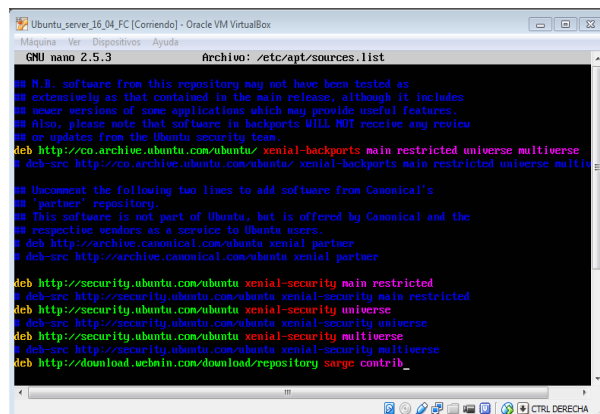 Ubuntu_server_16_04_FC [Corriendo] - Oracle VM VirtualBox
Máquina Ver Dispositivos Ayuda
GNU nano 2.5.3 Archivo: /etc/apt/sources.list
## N.B. software from this repository may not have been tested as
## extensively as that contained in the main release, although it includes
## newer versions of some applications which may provide useful features.
## Also, please note that software in backports WILL NOT receive any review
## or updates from the Ubuntu security team.
deb http://co.archive.ubuntu.com/ubuntu/ xenial-backports main restricted universe multiverse
# deb-src http://co.archive.ubuntu.com/ubuntu/ xenial-backports main restricted universe multiv
## Uncomment the following two lines to add software from Canonical's
## 'partner' repository.
## This software is not part of Ubuntu, but is offered by Canonical and the
## respective vendors as a service to Ubuntu users.
# deb http://archive.canonical.com/ubuntu xenial partner
# deb-src http://archive.canonical.com/ubuntu xenial partner
deb http://security.ubuntu.com/ubuntu xenial-security main restricted
# deb-src http://security.ubuntu.com/ubuntu xenial-security main restricted
deb http://security.ubuntu.com/ubuntu xenial-security universe
# deb-src http://security.ubuntu.com/ubuntu xenial-security universe
deb http://security.ubuntu.com/ubuntu xenial-security multiverse
# deb-src http://security.ubuntu.com/ubuntu xenial-security multiverse
deb http://download.webmin.com/download/repository sarge contrib_
CTRL DERECHA